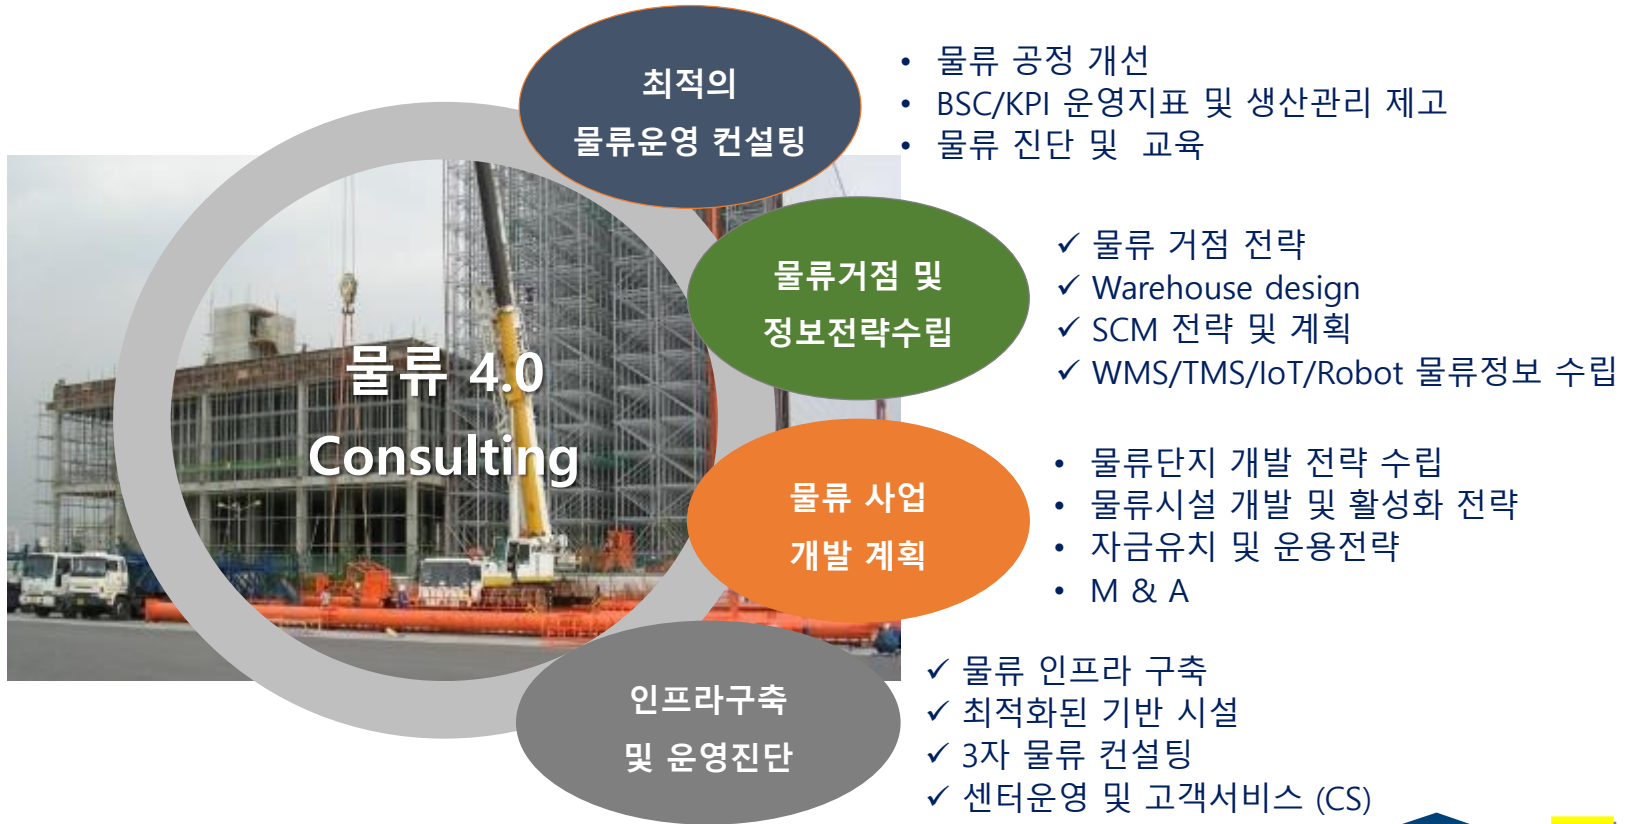 최적의
물류운영 컨설팅
• 물류 공정 개선
• BSC/KPI 운영지표 및 생산관리 제고
• 물류 진단 및 교육
물류거점 및
정보전략수립
✓ 물류 거점 전략
✓ Warehouse design
✓ SCM 전략 및 계획
✓ WMS/TMS/IoT/Robot 물류정보 수립
물류 4.0
Consulting
물류 사업
개발 계획
• 물류단지 개발 전략 수립
• 물류시설 개발 및 활성화 전략
• 자금유치 및 운용전략
• M & A
인프라구축
및 운영진단
✓ 물류 인프라 구축
✓ 최적화된 기반 시설
✓ 3자 물류 컨설팅
✓ 센터운영 및 고객서비스 (CS)